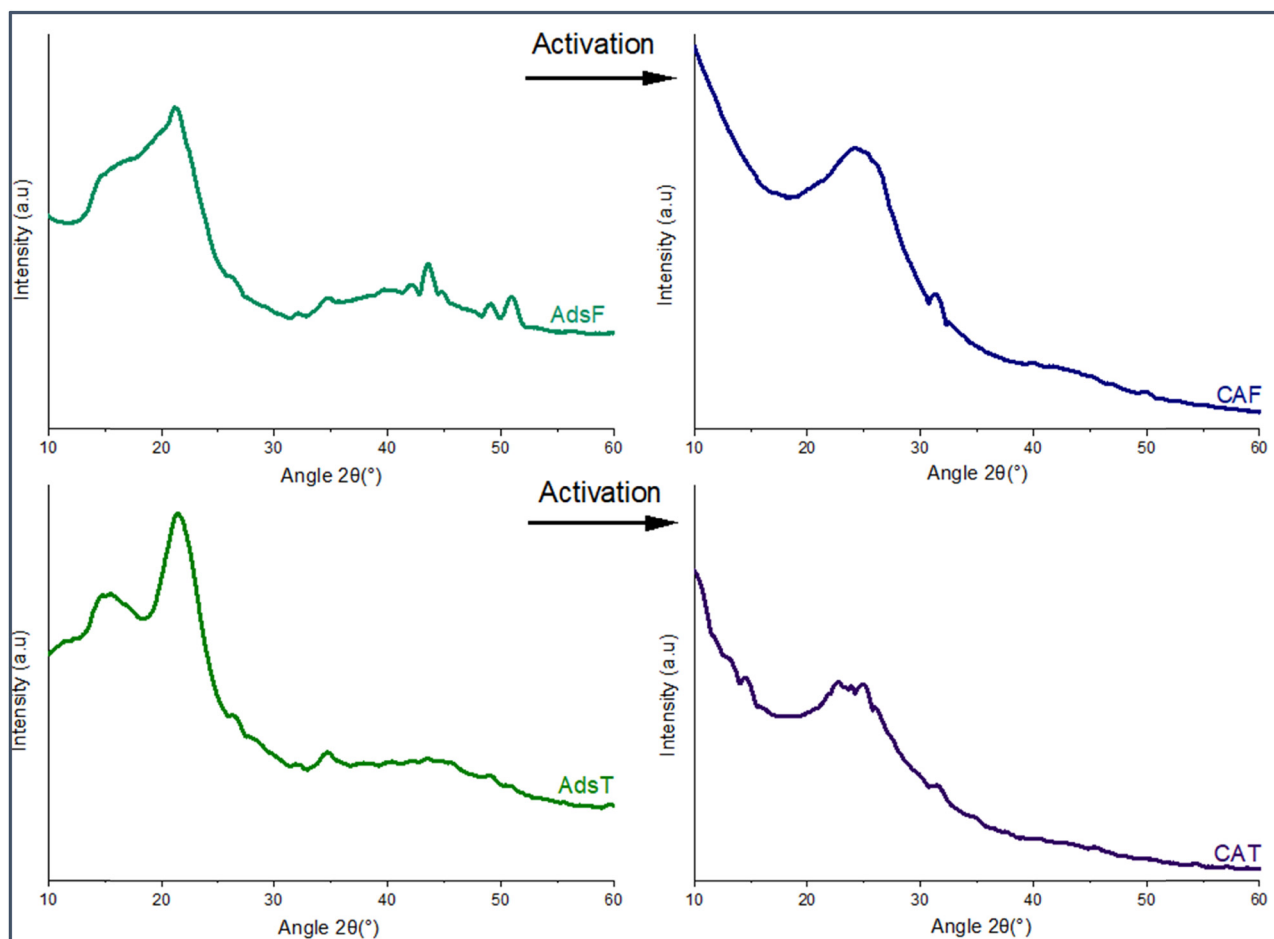 Activation
Intensity (a.u)
AdsF
10 20 30 40 50 60
Angle 2θ(°)
Intensity (a.u)
CAF
10 20 30 40 50 60
Angle 2θ(°)
Activation
Intensity (a.u)
AdsT
10 20 30 40 50 60
Angle 2θ(°)
Intensity (a.u)
CAT
10 20 30 40 50 60
Angle 2θ(°)